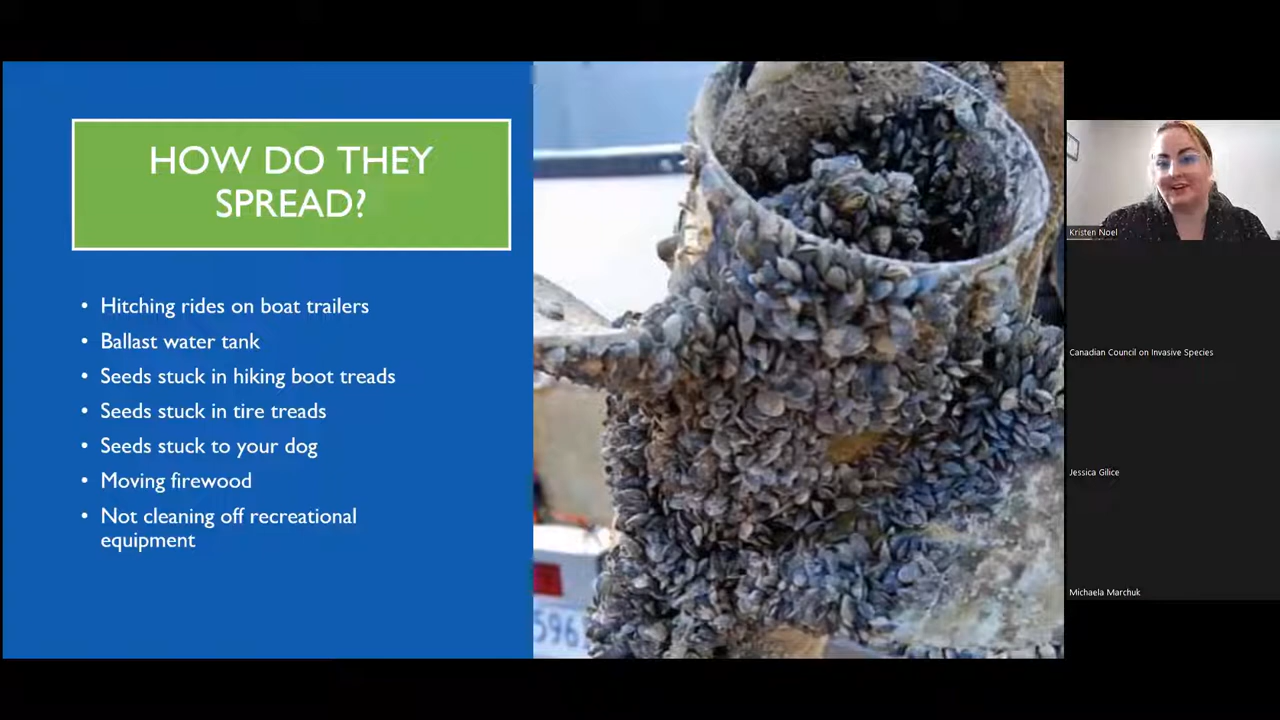 HOW DO THEY
SPREAD?
• Hitching rides on boat trailers
• Ballast water tank
• Seeds stuck in hiking boot treads
• Seeds stuck in tire treads
• Seeds stuck to your dog
• Moving firewood
• Not cleaning off recreational
equipment
596
Kristen Noel
Canadian Council on Invasive Species
Jessica Gilice
Michaela Marchuk